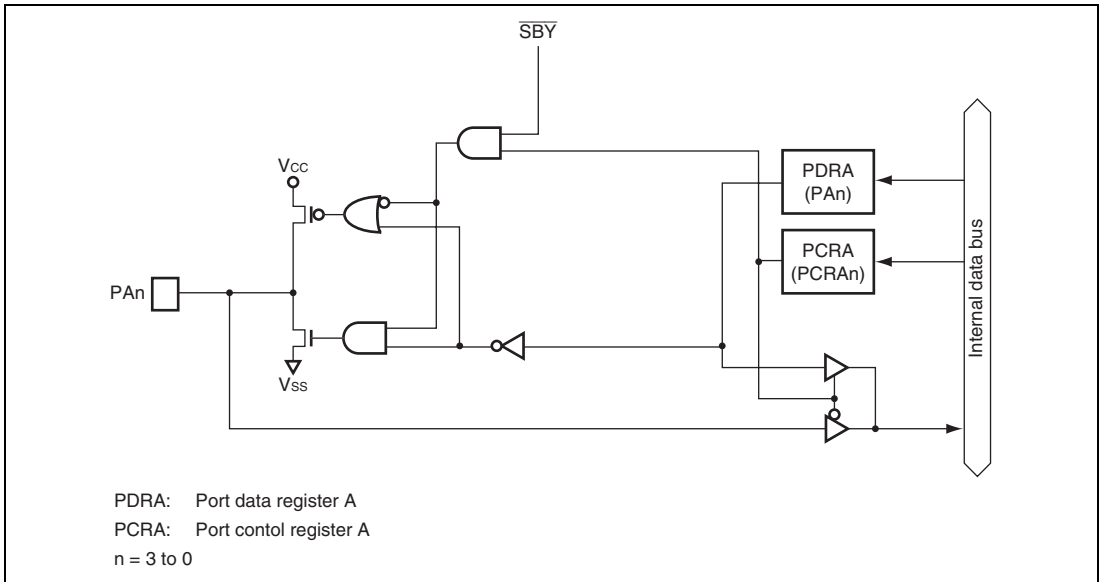 SBY
VCC
PDRA
(PAn)
PCRA
(PCRAn)
PAn
VSS
Internal data bus
PDRA: Port data register A
PCRA: Port contol register A
n = 3 to 0